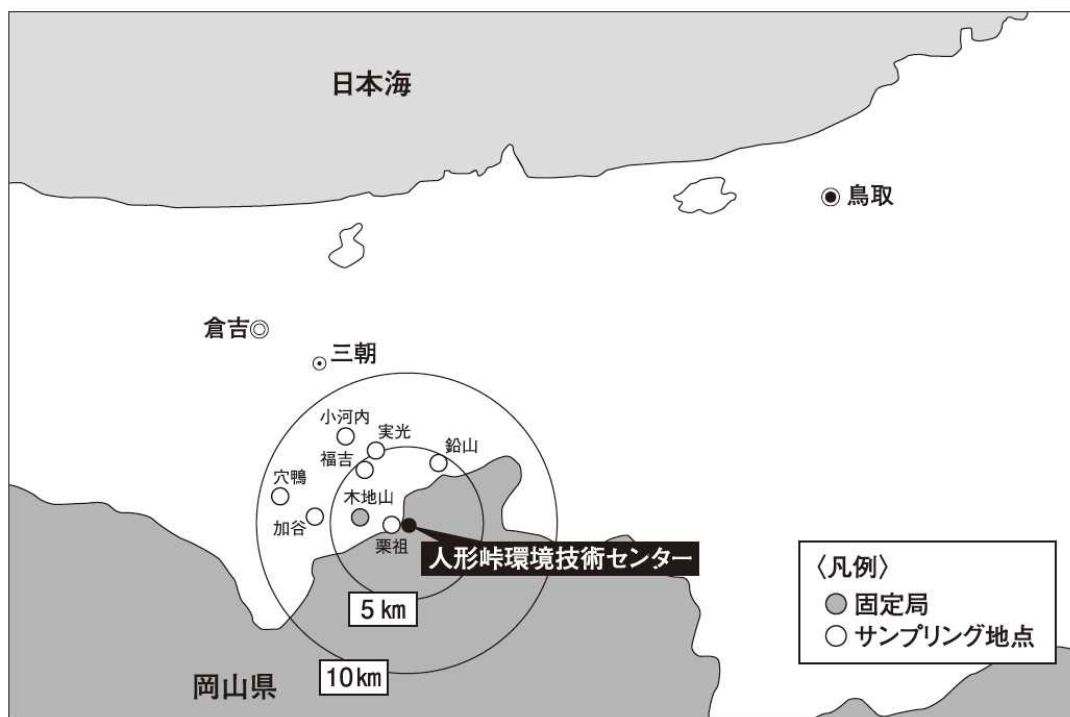 日本海
鳥取
倉吉
三朝
小河内
実光
鉛山
福吉
穴鴨
木地山
加谷
栗祖
人形峠環境技術センター
〈凡例〉
固定局
サンプリング地点
5km
10km
岡山県